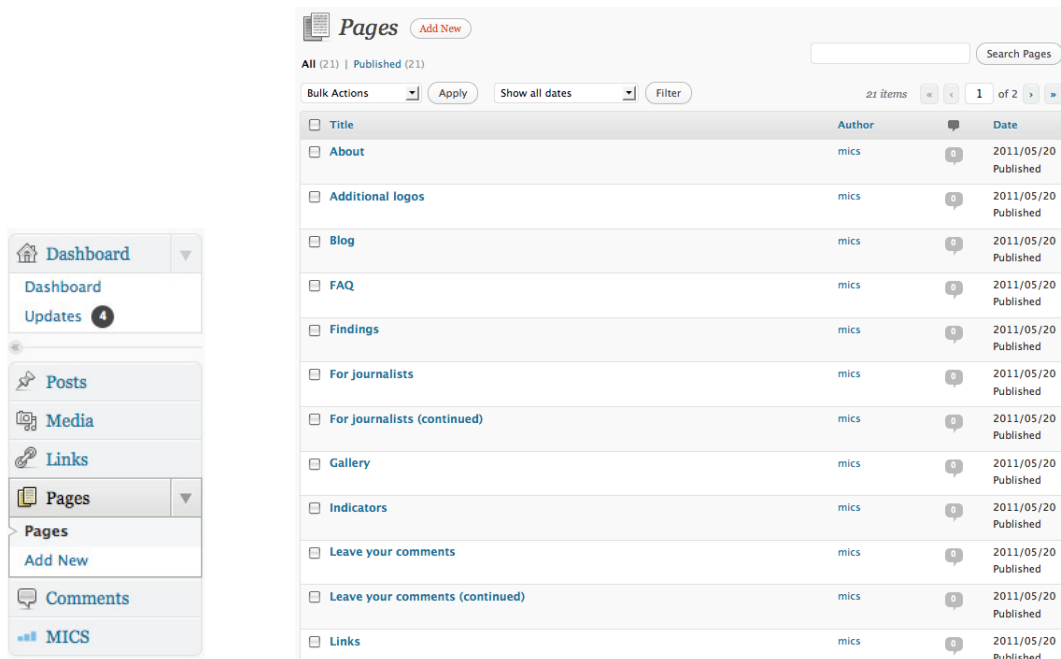 Dashboard
Dashboard
Updates 4
«
Posts
Media
Links
Pages
Pages
Add New
Comments
MICS
Pages Add New
Search Pages
All (21) | Published (21)
Bulk Actions Apply Show all dates Filter 21 items « ‹ 1 of 2 › »
Title Author Date
About mics 0 2011/05/20
Published
Additional logos mics 0 2011/05/20
Published
Blog mics 0 2011/05/20
Published
FAQ mics 0 2011/05/20
Published
Findings mics 0 2011/05/20
Published
For journalists mics 0 2011/05/20
Published
For journalists (continued) mics 0 2011/05/20
Published
Gallery mics 0 2011/05/20
Published
Indicators mics 0 2011/05/20
Published
Leave your comments mics 0 2011/05/20
Published
Leave your comments (continued) mics 0 2011/05/20
Published
Links mics 0 2011/05/20
Published